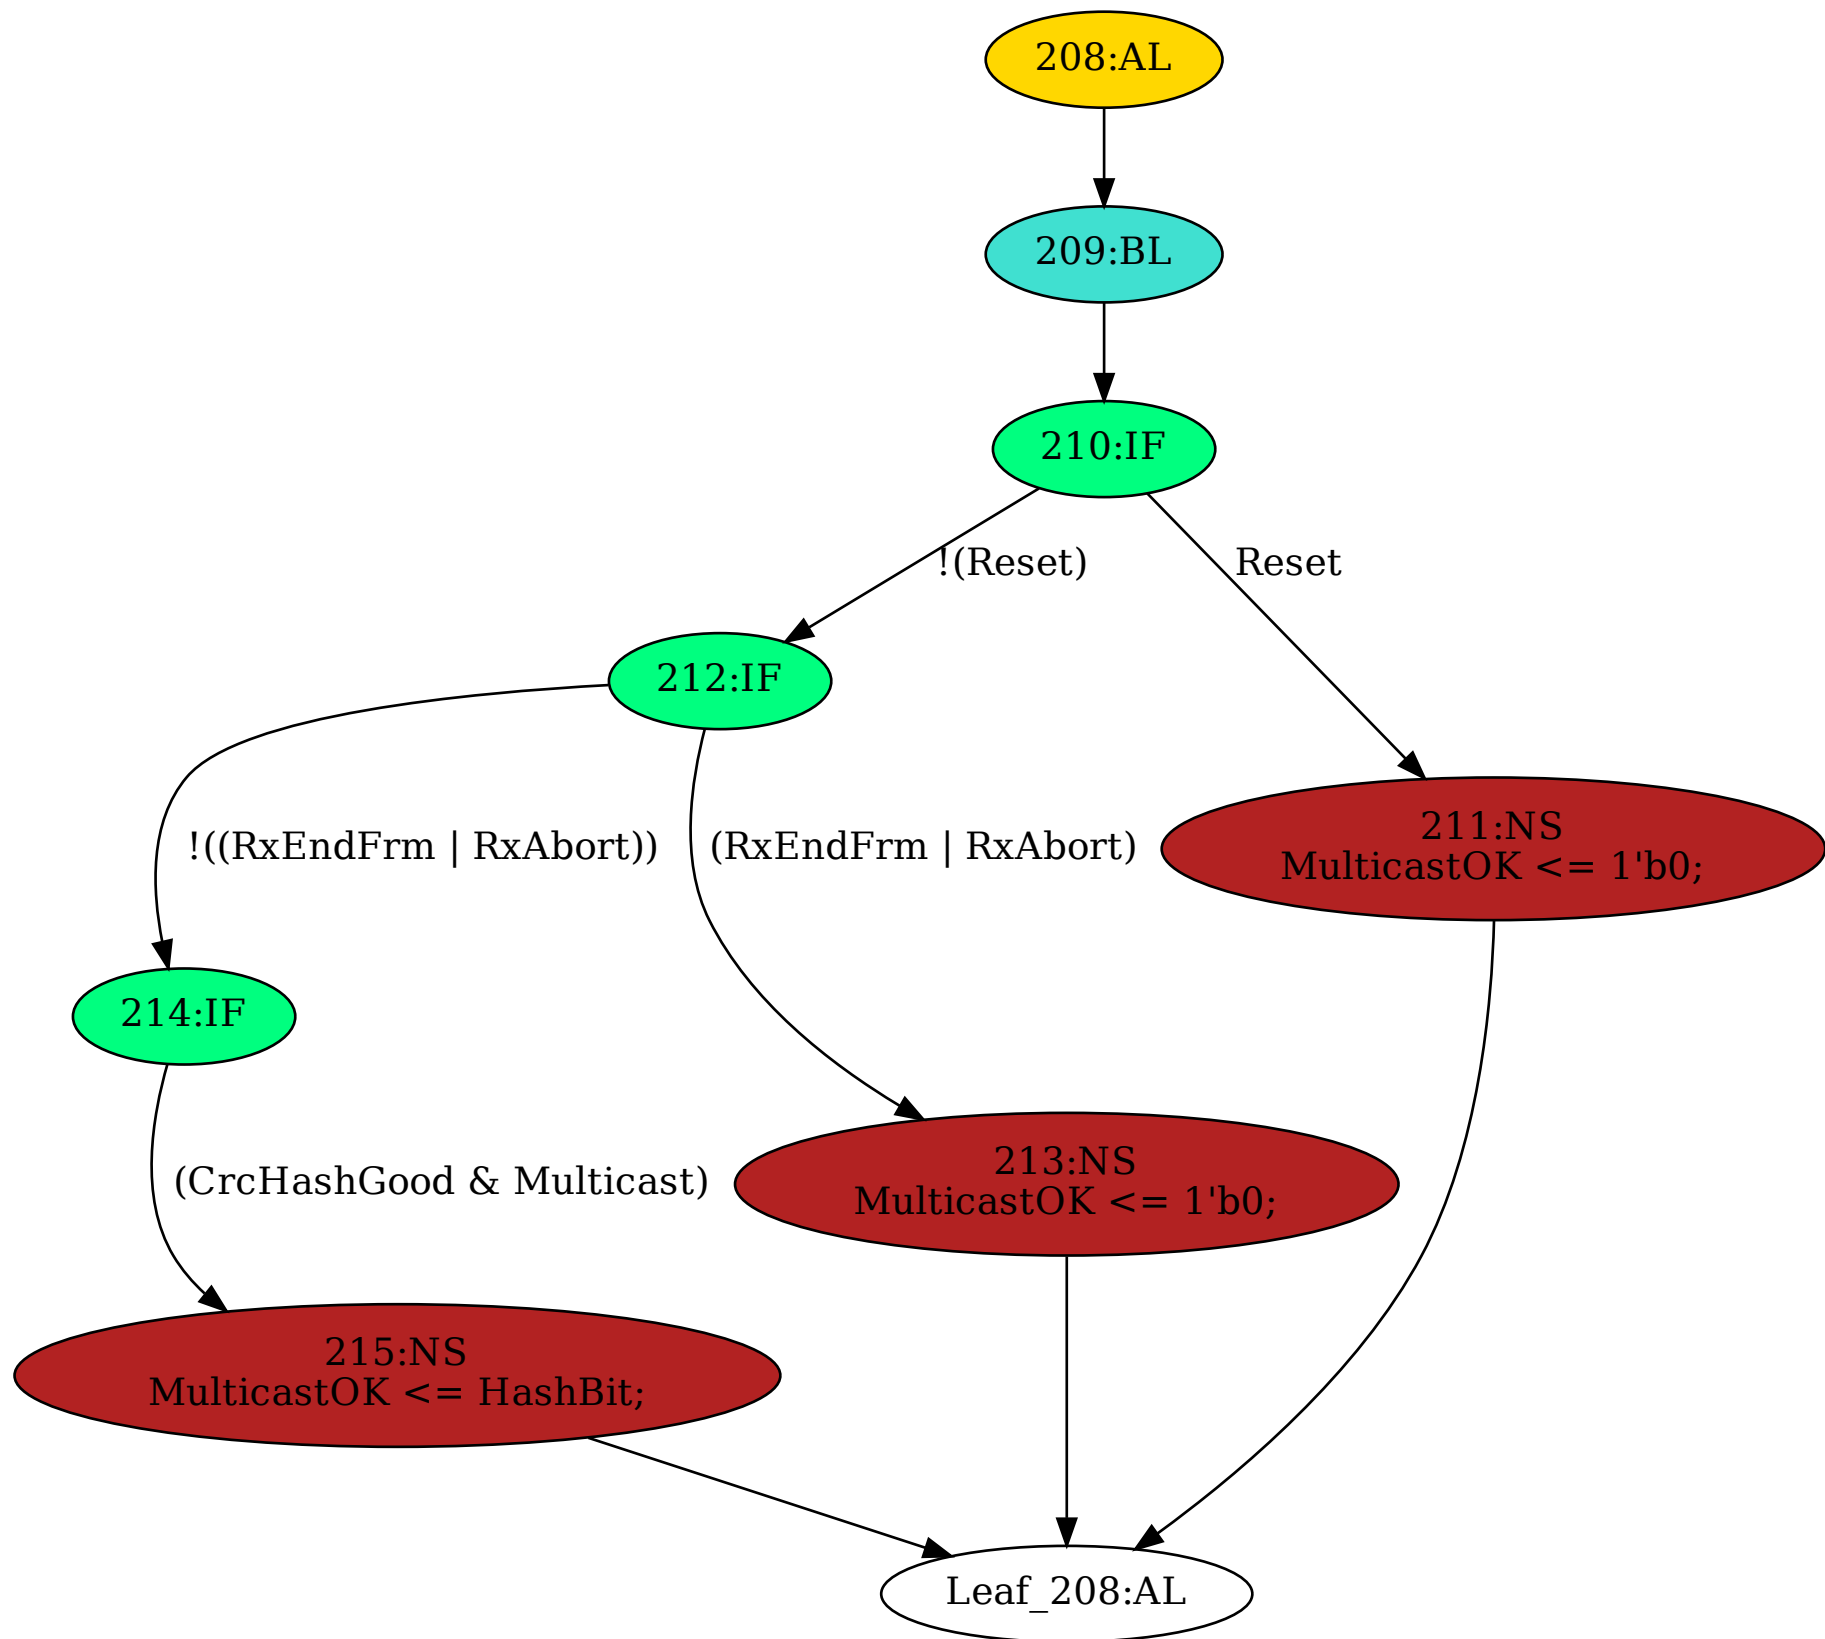 208:AL
209:BL
210:IF
!(Reset)
Reset
212:IF
!((RxEndFrm | RxAbort))
(RxEndFrm | RxAbort)
211:NS
MulticastOK <= 1'b0;
214:IF
(CrcHashGood & Multicast)
213:NS
MulticastOK <= 1'b0;
215:NS
MulticastOK <= HashBit;
Leaf_208:AL